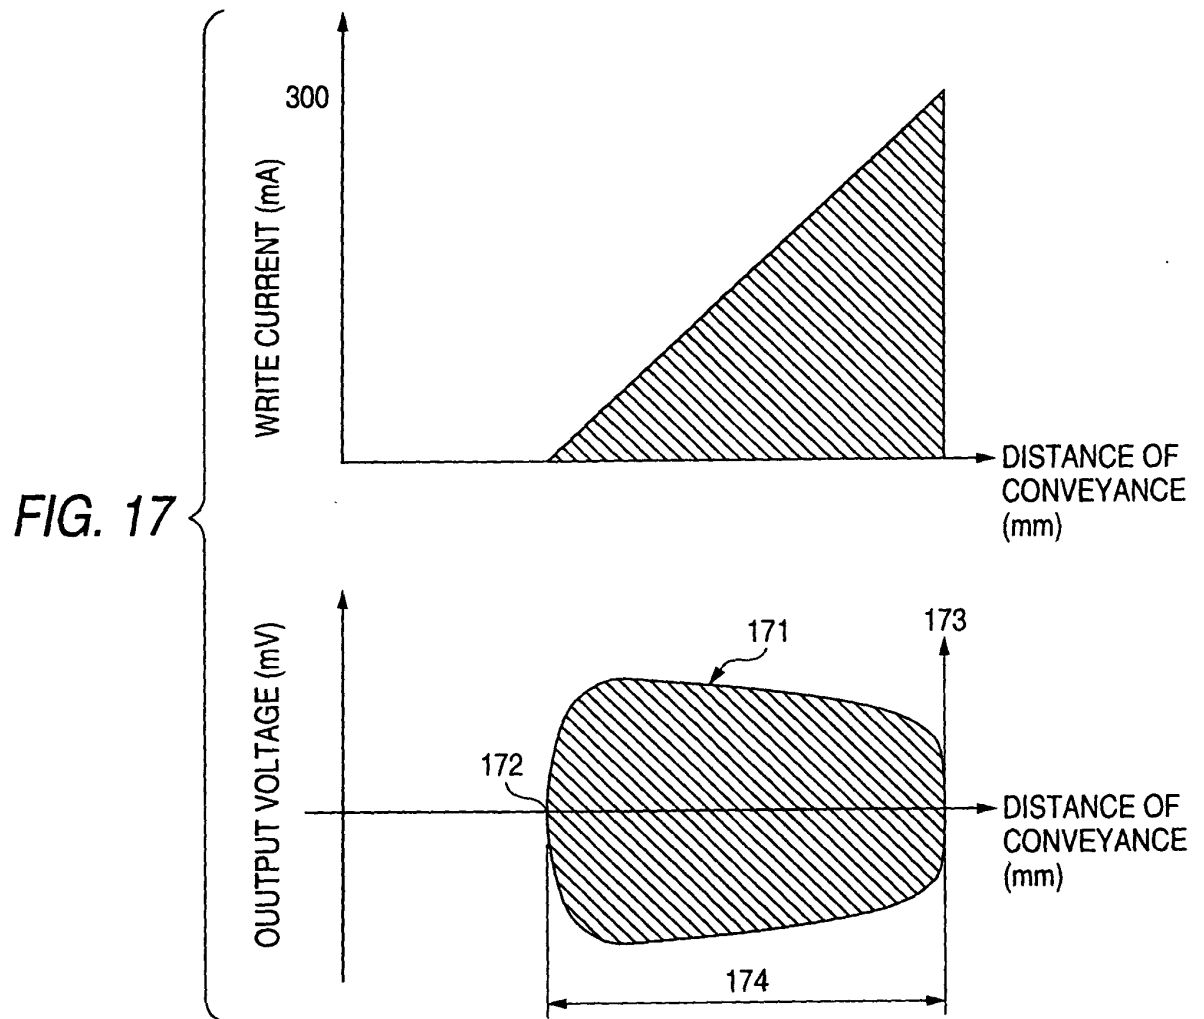 FIG. 17
300
WRITE CURRENT (mA)
DISTANCE OF
CONVEYANCE
(mm)
OUUTPUT VOLTAGE (mV)
171
173
172
DISTANCE OF
CONVEYANCE
(mm)
174